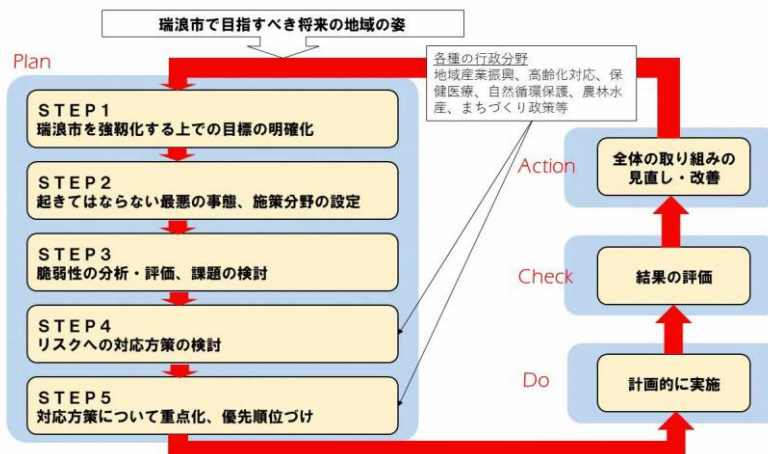 瑞浪市で目指すべき将来の地域の姿
Plan
各種の行政分野
地域産業振興、高齢化対応、保
健医療、自然循環保護、農林水
産、まちづくり政策等
STEP1
瑞浪市を強靱化する上での目標の明確化
STEP2
起きてはならない最悪の事態、施策分野の設定
STEP3
脆弱性の分析・評価、課題の検討
STEP4
リスクへの対応方策の検討
STEP5
対応方策について重点化、優先順位づけ
Action
全体の取り組みの
見直し・改善
Check
結果の評価
Do
計画的に実施